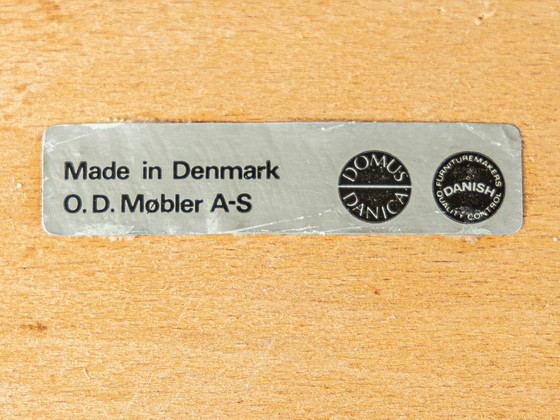 Made in Denmark
O. D. Møbler A-S
DOMUS
DANICA
FURNITUREMAKERS
DANISH
QUALITY CONTROL